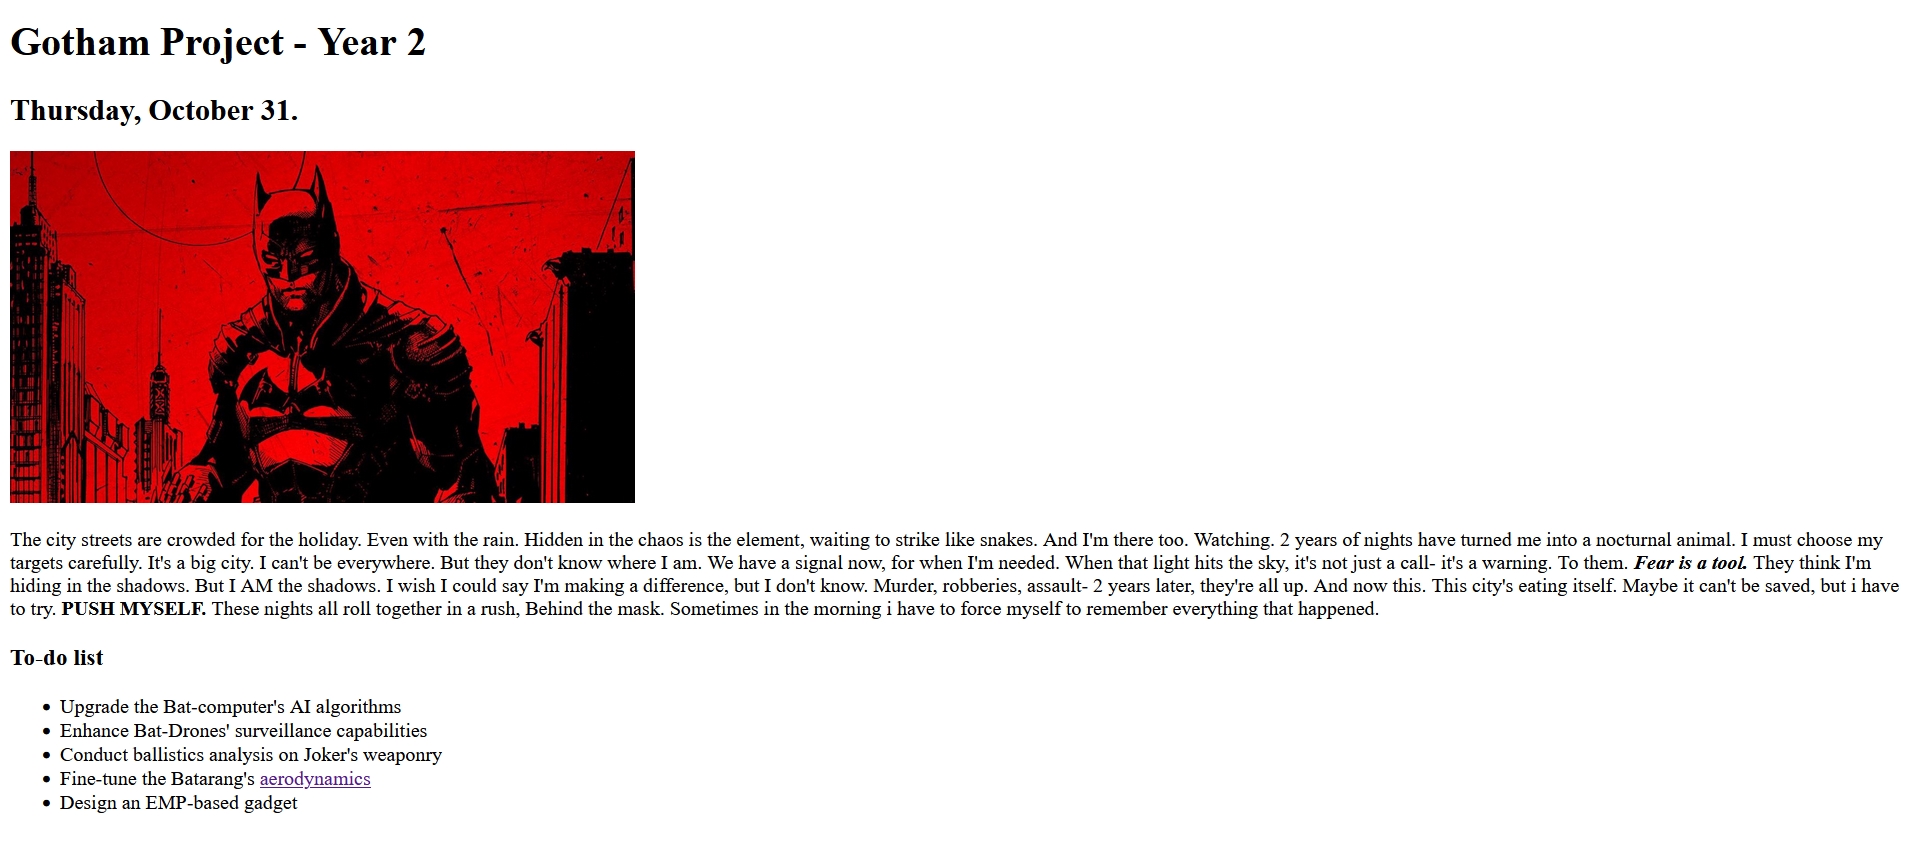 Gotham Project - Year 2
Thursday, October 31.
The city streets are crowded for the holiday. Even with the rain. Hidden in the chaos is the element, waiting to strike like snakes. And I'm there too. Watching. 2 years of nights have turned me into a nocturnal animal. I must choose my
targets carefully. It's a big city. I can't be everywhere. But they don't know where I am. We have a signal now, for when I'm needed. When that light hits the sky, it's not just a call- it's a warning. To them. Fear is a tool. They think I'm
hiding in the shadows. But I AM the shadows. I wish I could say I'm making a difference, but I don't know. Murder, robberies, assault- 2 years later, they're all up. And now this. This city's eating itself. Maybe it can't be saved, but i have
to try. PUSH MYSELF. These nights all roll together in a rush, Behind the mask. Sometimes in the morning i have to force myself to remember everything that happened.
To-do list
• Upgrade the Bat-computer's AI algorithms
• Enhance Bat-Drones' surveillance capabilities
• Conduct ballistics analysis on Joker's weaponry
• Fine-tune the Batarang's aerodynamics
• Design an EMP-based gadget